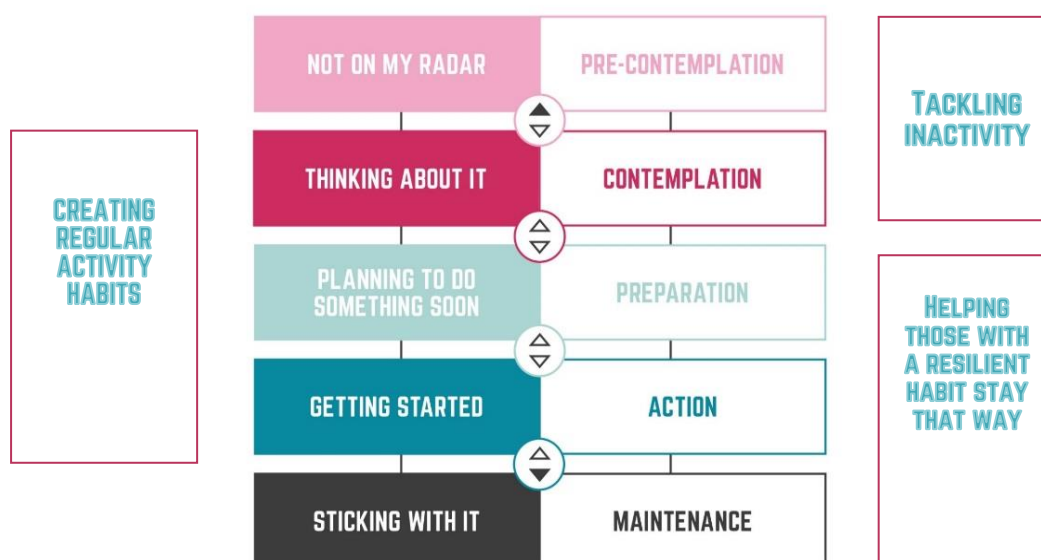 CREATING
REGULAR
ACTIVITY
HABITS
NOT ON MY RADAR
PRE-CONTEMPLATION
THINKING ABOUT IT
CONTEMPLATION
PLANNING TO DO
SOMETHING SOON
PREPARATION
GETTING STARTED
ACTION
STICKING WITH IT
MAINTENANCE
TACKLING
INACTIVITY
HELPING
THOSE WITH
A RESILIENT
HABIT STAY
THAT WAY